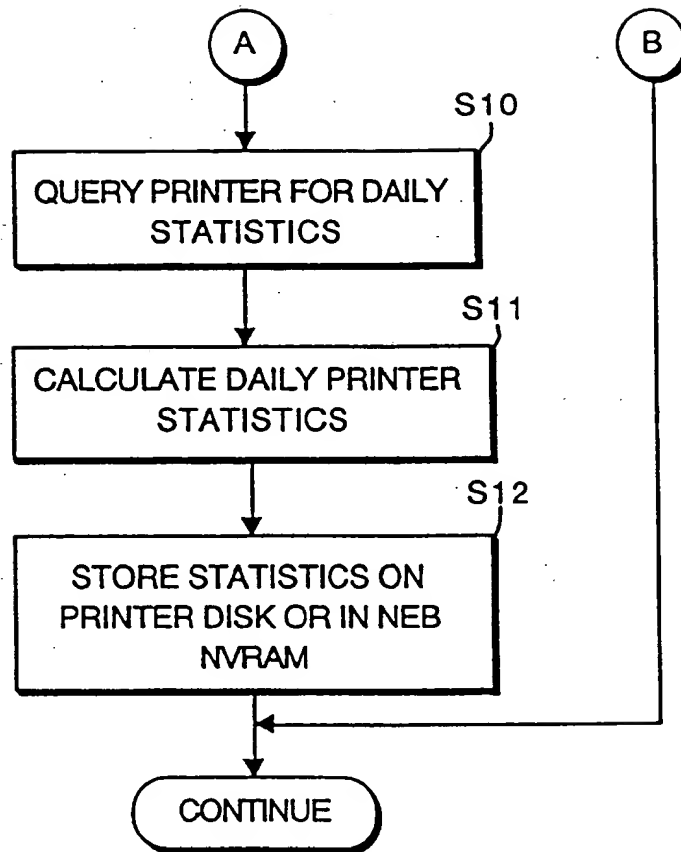 A
B
S10
QUERY PRINTER FOR DAILY
STATISTICS
S11
CALCULATE DAILY PRINTER
STATISTICS
S12
STORE STATISTICS ON
PRINTER DISK OR IN NEB
NVRAM
CONTINUE